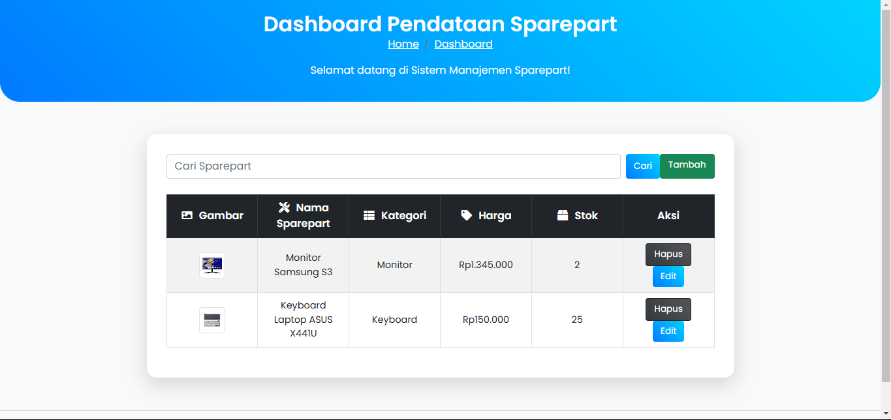 Dashboard Pendataan Sparepart
Home / Dashboard
Selamat datang di Sistem Manajemen Sparepart!
Cari Sparepart Cari Tambah
Gambar Nama Sparepart Kategori Harga Stok Aksi
Monitor Samsung S3 Monitor Rp1.345.000 2 Hapus Edit
Keyboard Laptop ASUS X441U Keyboard Rp150.000 25 Hapus Edit